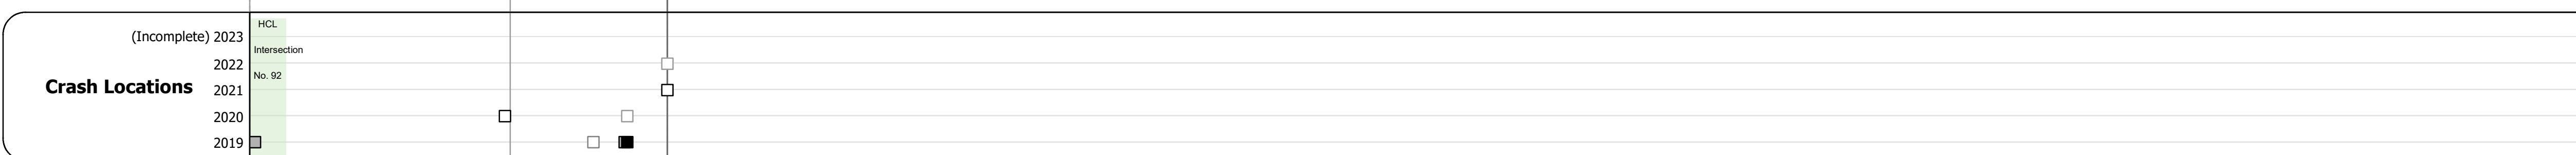 HCL
(Incomplete) 2023
Intersection
2022
No. 92
Crash Locations
2021
2020
2019